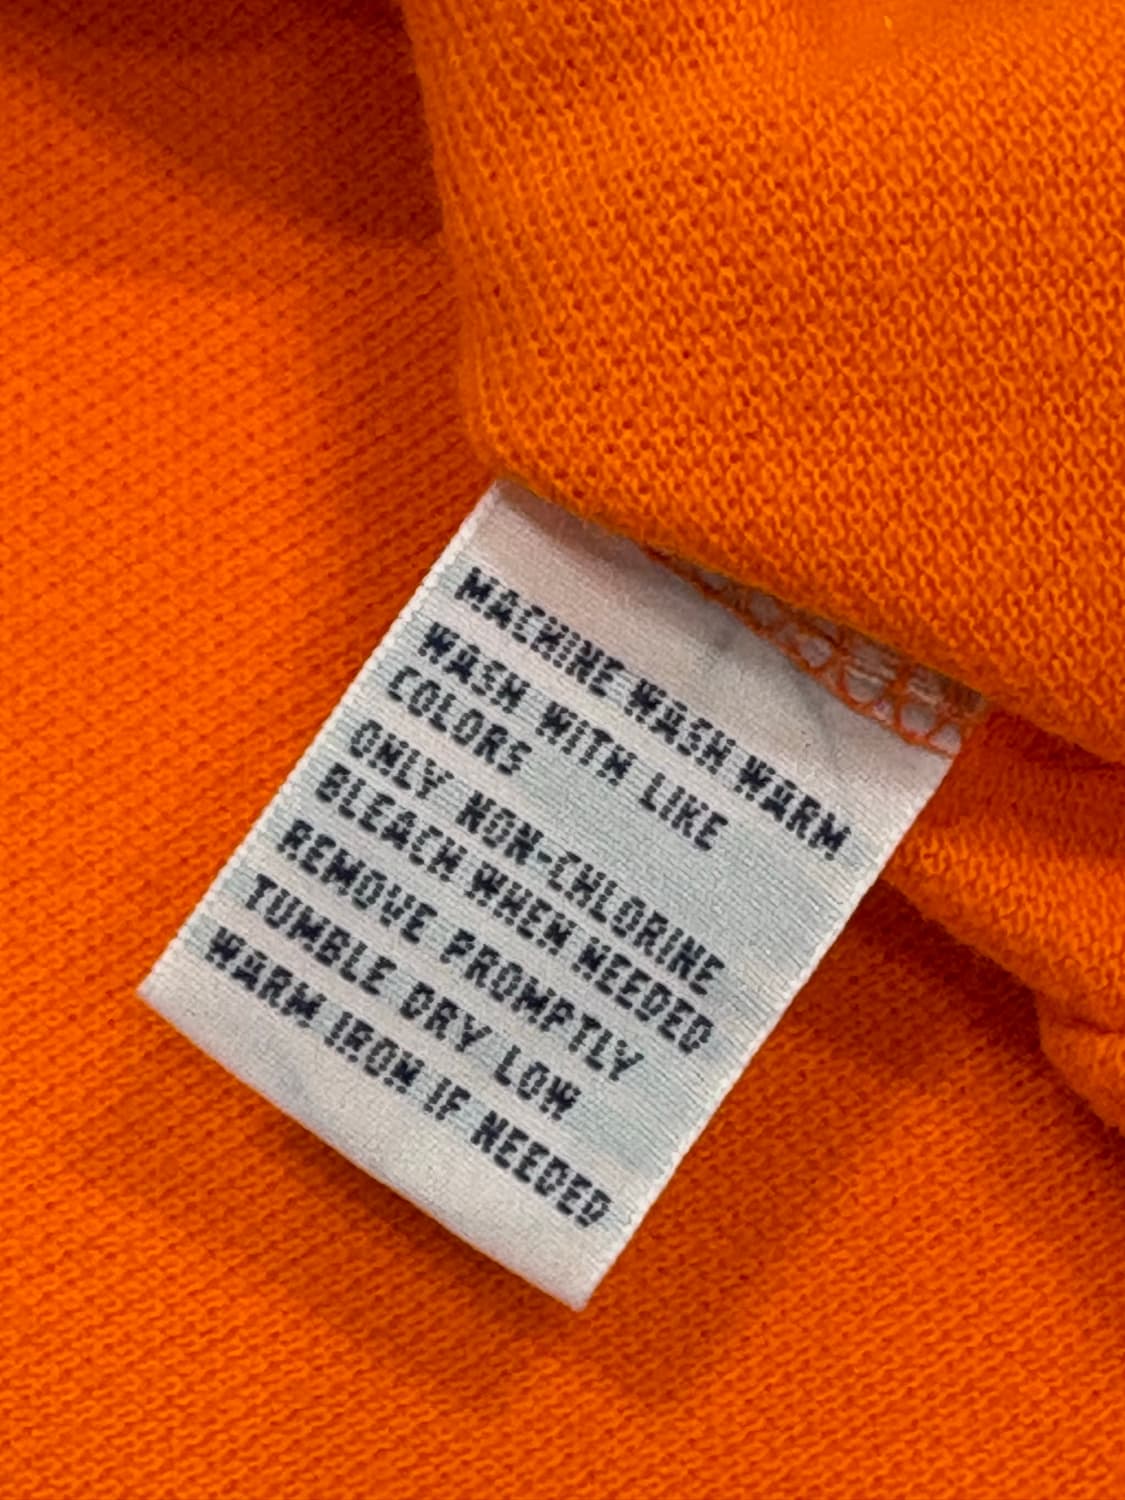 MACHINE WASH WARM
WASH WITH LIKE
COLORS
ONLY NON-CHLORINE
BLEACH WHEN NEEDED
REMOVE PROMPTLY
TUMBLE DRY LOW
WARM IRON IF NEEDED